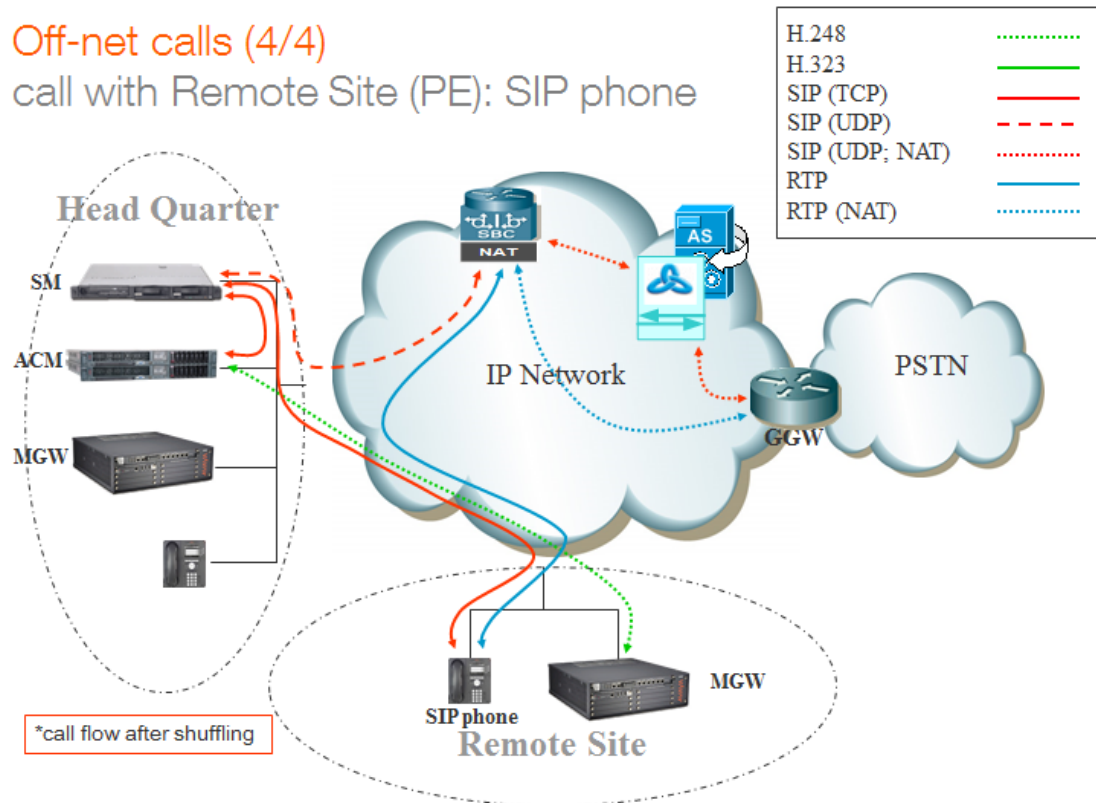 Off-net calls (4/4)
call with Remote Site (PE): SIP phone
H.248
H.323
SIP (TCP)
SIP (UDP)
SIP (UDP; NAT)
RTP
RTP (NAT)
Head Quarter
SM
ACM
MGW
SBC
NAT
AS
IP Network
GGW
PSTN
SIP phone
MGW
Remote Site
*call flow after shuffling